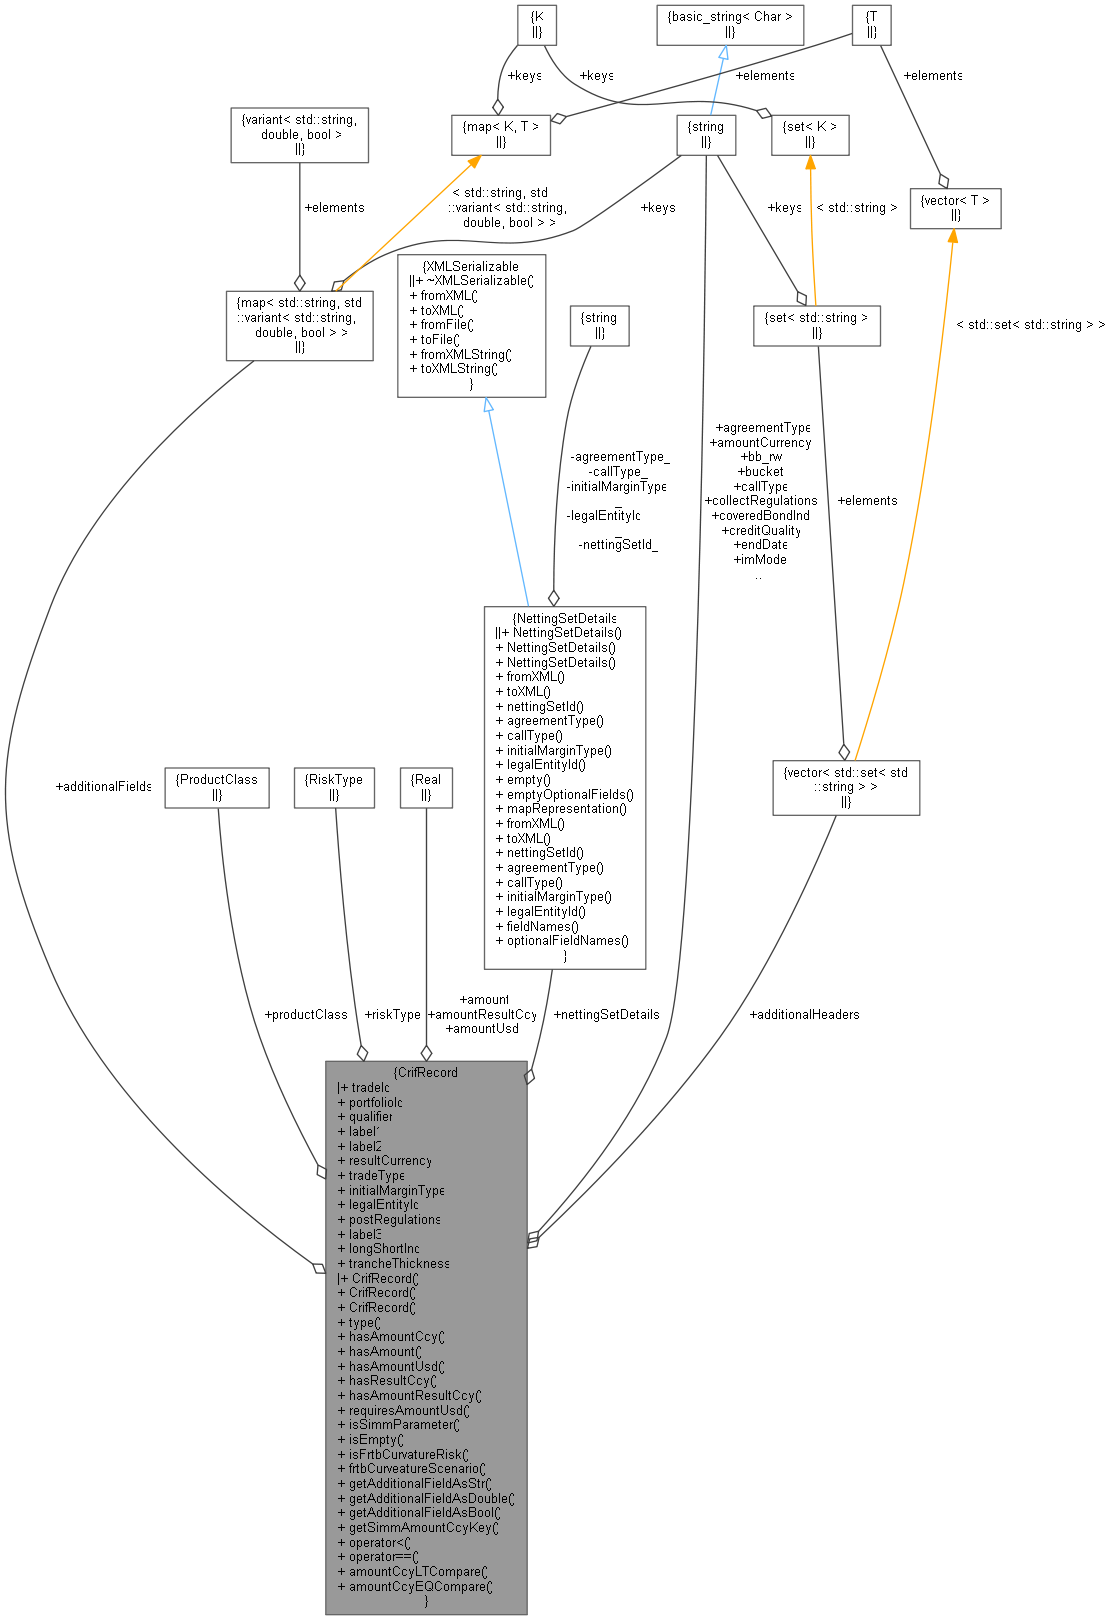 {K
||}
{basic_string< Char >
||}
{T
||}
+keys
+keys
+elements
+elements
{variant< std::string,
double, bool >
||}
{map< K, T >
||}
{string
||}
{set< K >
||}
{vector< T >
||}
+elements
< std::string, std
::variant< std::string,
double, bool > >
+keys
+keys
< std::string >
{map< std::string, std
::variant< std::string,
double, bool > >
||}
{XMLSerializable
||+ ~XMLSerializable()
+ fromXML()
+ toXML()
+ fromFile()
+ toFile()
+ fromXMLString()
+ toXMLString()
}
{string
||}
{set< std::string >
||}
< std::set< std::string > >
-agreementType_
-callType_
-initialMarginType
_
-legalEntityId
_
-nettingSetId_
+agreementType
+amountCurrency
+bb_rw
+bucket
+callType
+collectRegulations
+coveredBondInd
+creditQuality
+endDate
+imMode
..
+elements
{NettingSetDetails
||+ NettingSetDetails()
+ NettingSetDetails()
+ NettingSetDetails()
+ fromXML()
+ toXML()
+ nettingSetId()
+ agreementType()
+ callType()
+ initialMarginType()
+ legalEntityId()
+ empty()
+ emptyOptionalFields()
+ mapRepresentation()
+ fromXML()
+ toXML()
+ nettingSetId()
+ agreementType()
+ callType()
+ initialMarginType()
+ legalEntityId()
+ fieldNames()
+ optionalFieldNames()
}
+additionalFields
{ProductClass
||}
{RiskType
||}
{Real
||}
{vector< std::set< std
::string > >
||}
+productClass
+riskType
+amount
+amountResultCcy
+amountUsd
+nettingSetDetails
+additionalHeaders
{CrifRecord
|+ tradeId
+ portfolioId
+ qualifier
+ label1
+ label2
+ resultCurrency
+ tradeType
+ initialMarginType
+ legalEntityId
+ postRegulations
+ label3
+ longShortInd
+ trancheThickness
|+ CrifRecord()
+ CrifRecord()
+ CrifRecord()
+ type()
+ hasAmountCcy()
+ hasAmount()
+ hasAmountUsd()
+ hasResultCcy()
+ hasAmountResultCcy()
+ requiresAmountUsd()
+ isSimmParameter()
+ isEmpty()
+ isFrtbCurvatureRisk()
+ frtbCurveatureScenario()
+ getAdditionalFieldAsStr()
+ getAdditionalFieldAsDouble()
+ getAdditionalFieldAsBool()
+ getSimmAmountCcyKey()
+ operator<()
+ operator==()
+ amountCcyLTCompare()
+ amountCcyEQCompare()
}